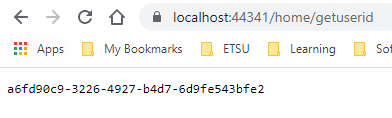 localhost:44341/home/getuserid
Apps My Bookmarks ETSU Learning
a6fd90c9-3226-4927-b4d7-6d9fe543bfe2